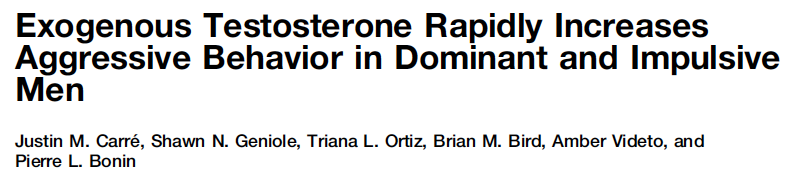 Exogenous Testosterone Rapidly Increases
Aggressive Behavior in Dominant and Impulsive
Men
Justin M. Carré, Shawn N. Geniole, Triana L. Ortiz, Brian M. Bird, Amber Videto, and
Pierre L. Bonin